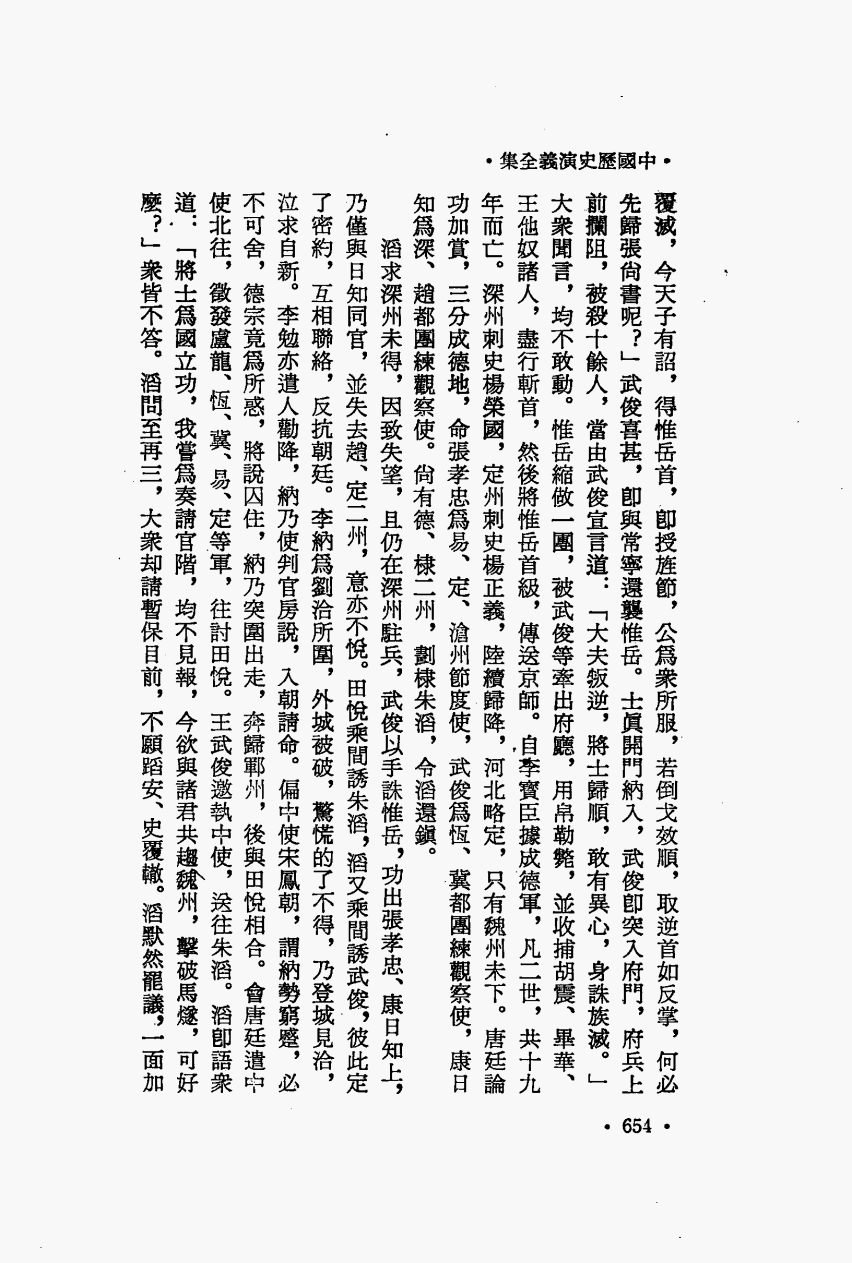 •中國歷史演義全集•
覆滅，今天子有詔，得惟岳首，卽授旌節，公爲衆所服，若倒戈效順，取逆首如反掌，何必
先歸張尙書呢？」武俊喜甚，卽與常寧還襲惟岳。士眞開門納入，武俊卽突入府門，府兵上
前攔阻，被殺十餘人，當由武俊宣言道：「大夫叛逆，將士歸順，敢有異心，身誅族滅。」
大衆聞言，均不敢動。惟岳縮做一團，被武俊等牽出府廳，用帛勒斃，並收捕胡震、畢華、
王他奴諸人，盡行斬首，然後將惟岳首級，傳送京師。自李寳臣據成德軍，凡二世，共十九
年而亡。深州刺史楊榮國，定州刺史楊正義，陸續歸降，河北略定，只有魏州未下。唐廷論
功加賞，三分成德地，命張孝忠爲易、定、滄州節度使，武俊爲恆、冀都團練觀察使，康日
知爲深、趙都團練觀察使。尙有德、棣二州，劃棣朱滔，令滔還鎭。
滔求深州未得，因致失望，且仍在深州駐兵，武俊以手誅惟岳，功出張孝忠、康日知上，
乃僅與日知同官，並失去趙、定二州，意亦不悅。田悅乘間誘朱滔，滔又乘間誘武俊，彼此定
了密約，互相聯絡，反抗朝廷。李納爲劉洽所圍，外城被破，驚慌的了不得，乃登城見洽，
泣求自新。李勉亦遣人勸降，納乃使判官房說，入朝請命。偏中使宋鳳朝，謂納勢窮蹙，必
不可舍，德宗竟爲所惑，將說囚住，納乃突圍出走，奔歸鄆州，後與田悅相合。會唐廷遣中
使北往，徵發盧龍、恆、冀、易、定等軍，往討田悅。王武俊邀執中使，送往朱滔。滔卽語衆
道：「將士爲國立功，我嘗爲奏請官階，均不見報，今欲與諸君共趨魏州，擊破馬燧，可好
麼？」衆皆不答。滔問至再三，大衆却請暫保目前，不願蹈安、史覆轍。滔默然罷議，一面加
•654•